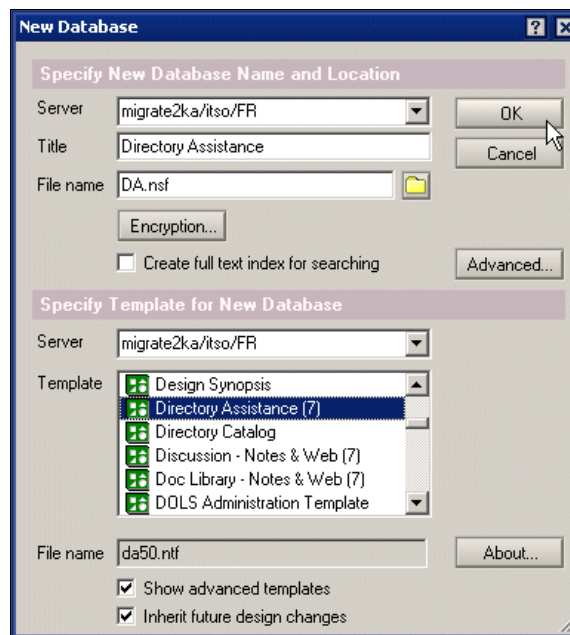 New Database
Specify New Database Name and Location
Server migrate2ka/itso/FR OK
Title Directory Assistance Cancel
File name DA.nsf
Encryption...
Create full text index for searching Advanced...
Specify Template for New Database
Server migrate2ka/itso/FR
Template Design Synopsis
Directory Assistance (7)
Directory Catalog
Discussion - Notes & Web (7)
Doc Library - Notes & Web (7)
DOLS Administration Template
File name da50.ntf About...
Show advanced templates
Inherit future design changes